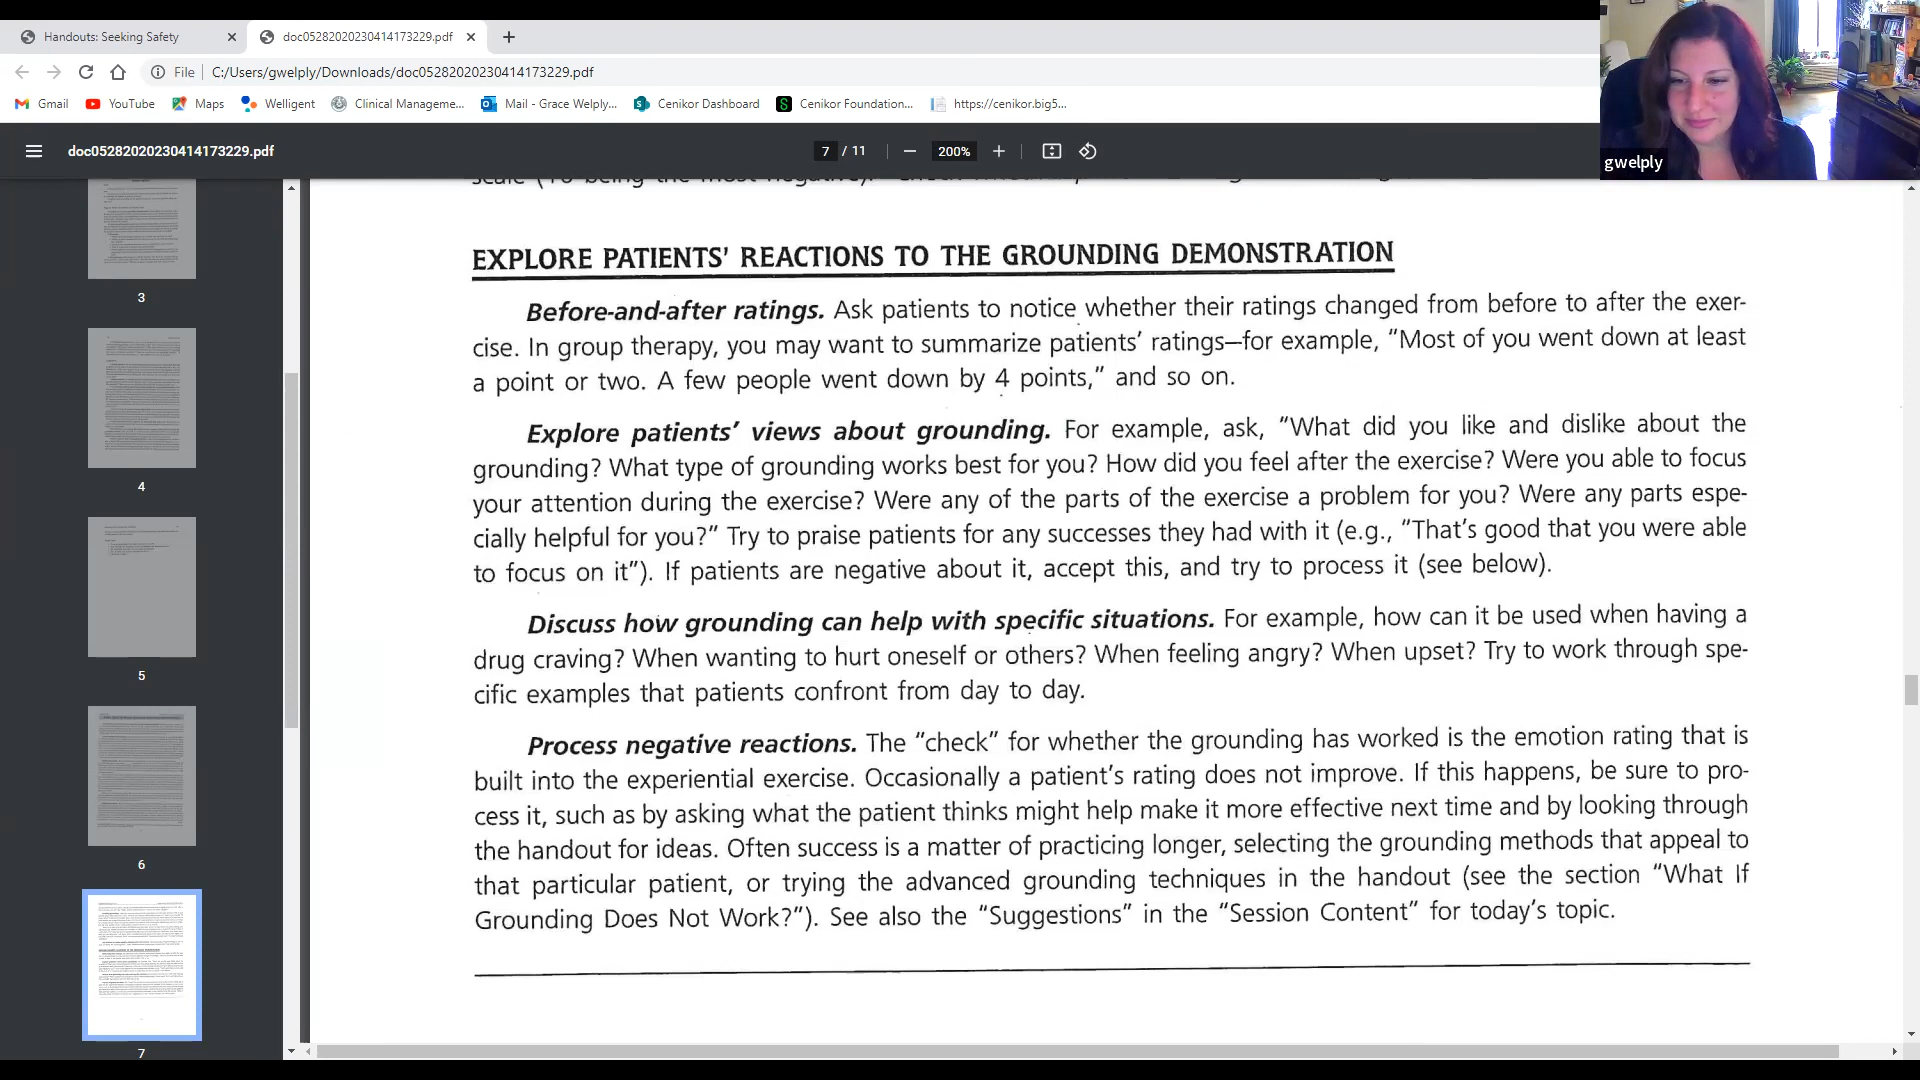 Handouts: Seeking Safety
doc05282020230414173229.pdf
File
C:/Users/gwelply/Downloads/doc05282020230414173229.pdf
Gmail
YouTube
Maps
Welligent
Clinical Manageme...
Mail - Grace Welply...
Cenikor Dashboard
Cenikor Foundation...
https://cenikor.big5...
gwelply
doc05282020230414173229.pdf
7 / 11
200%
3
4
5
6
7
EXPLORE PATIENTS’ REACTIONS TO THE GROUNDING DEMONSTRATION
Before-and-after ratings. Ask patients to notice whether their ratings changed from before to after the exer-
cise. In group therapy, you may want to summarize patients’ ratings—for example, “Most of you went down at least
a point or two. A few people went down by 4 points,” and so on.
Explore patients’ views about grounding. For example, ask, “What did you like and dislike about the
grounding? What type of grounding works best for you? How did you feel after the exercise? Were you able to focus
your attention during the exercise? Were any of the parts of the exercise a problem for you? Were any parts espe-
cially helpful for you?” Try to praise patients for any successes they had with it (e.g., “That’s good that you were able
to focus on it”). If patients are negative about it, accept this, and try to process it (see below).
Discuss how grounding can help with specific situations. For example, how can it be used when having a
drug craving? When wanting to hurt oneself or others? When feeling angry? When upset? Try to work through spe-
cific examples that patients confront from day to day.
Process negative reactions. The “check” for whether the grounding has worked is the emotion rating that is
built into the experiential exercise. Occasionally a patient’s rating does not improve. If this happens, be sure to pro-
cess it, such as by asking what the patient thinks might help make it more effective next time and by looking through
the handout for ideas. Often success is a matter of practicing longer, selecting the grounding methods that appeal to
that particular patient, or trying the advanced grounding techniques in the handout (see the section “What If
Grounding Does Not Work?”). See also the “Suggestions” in the “Session Content” for today’s topic.